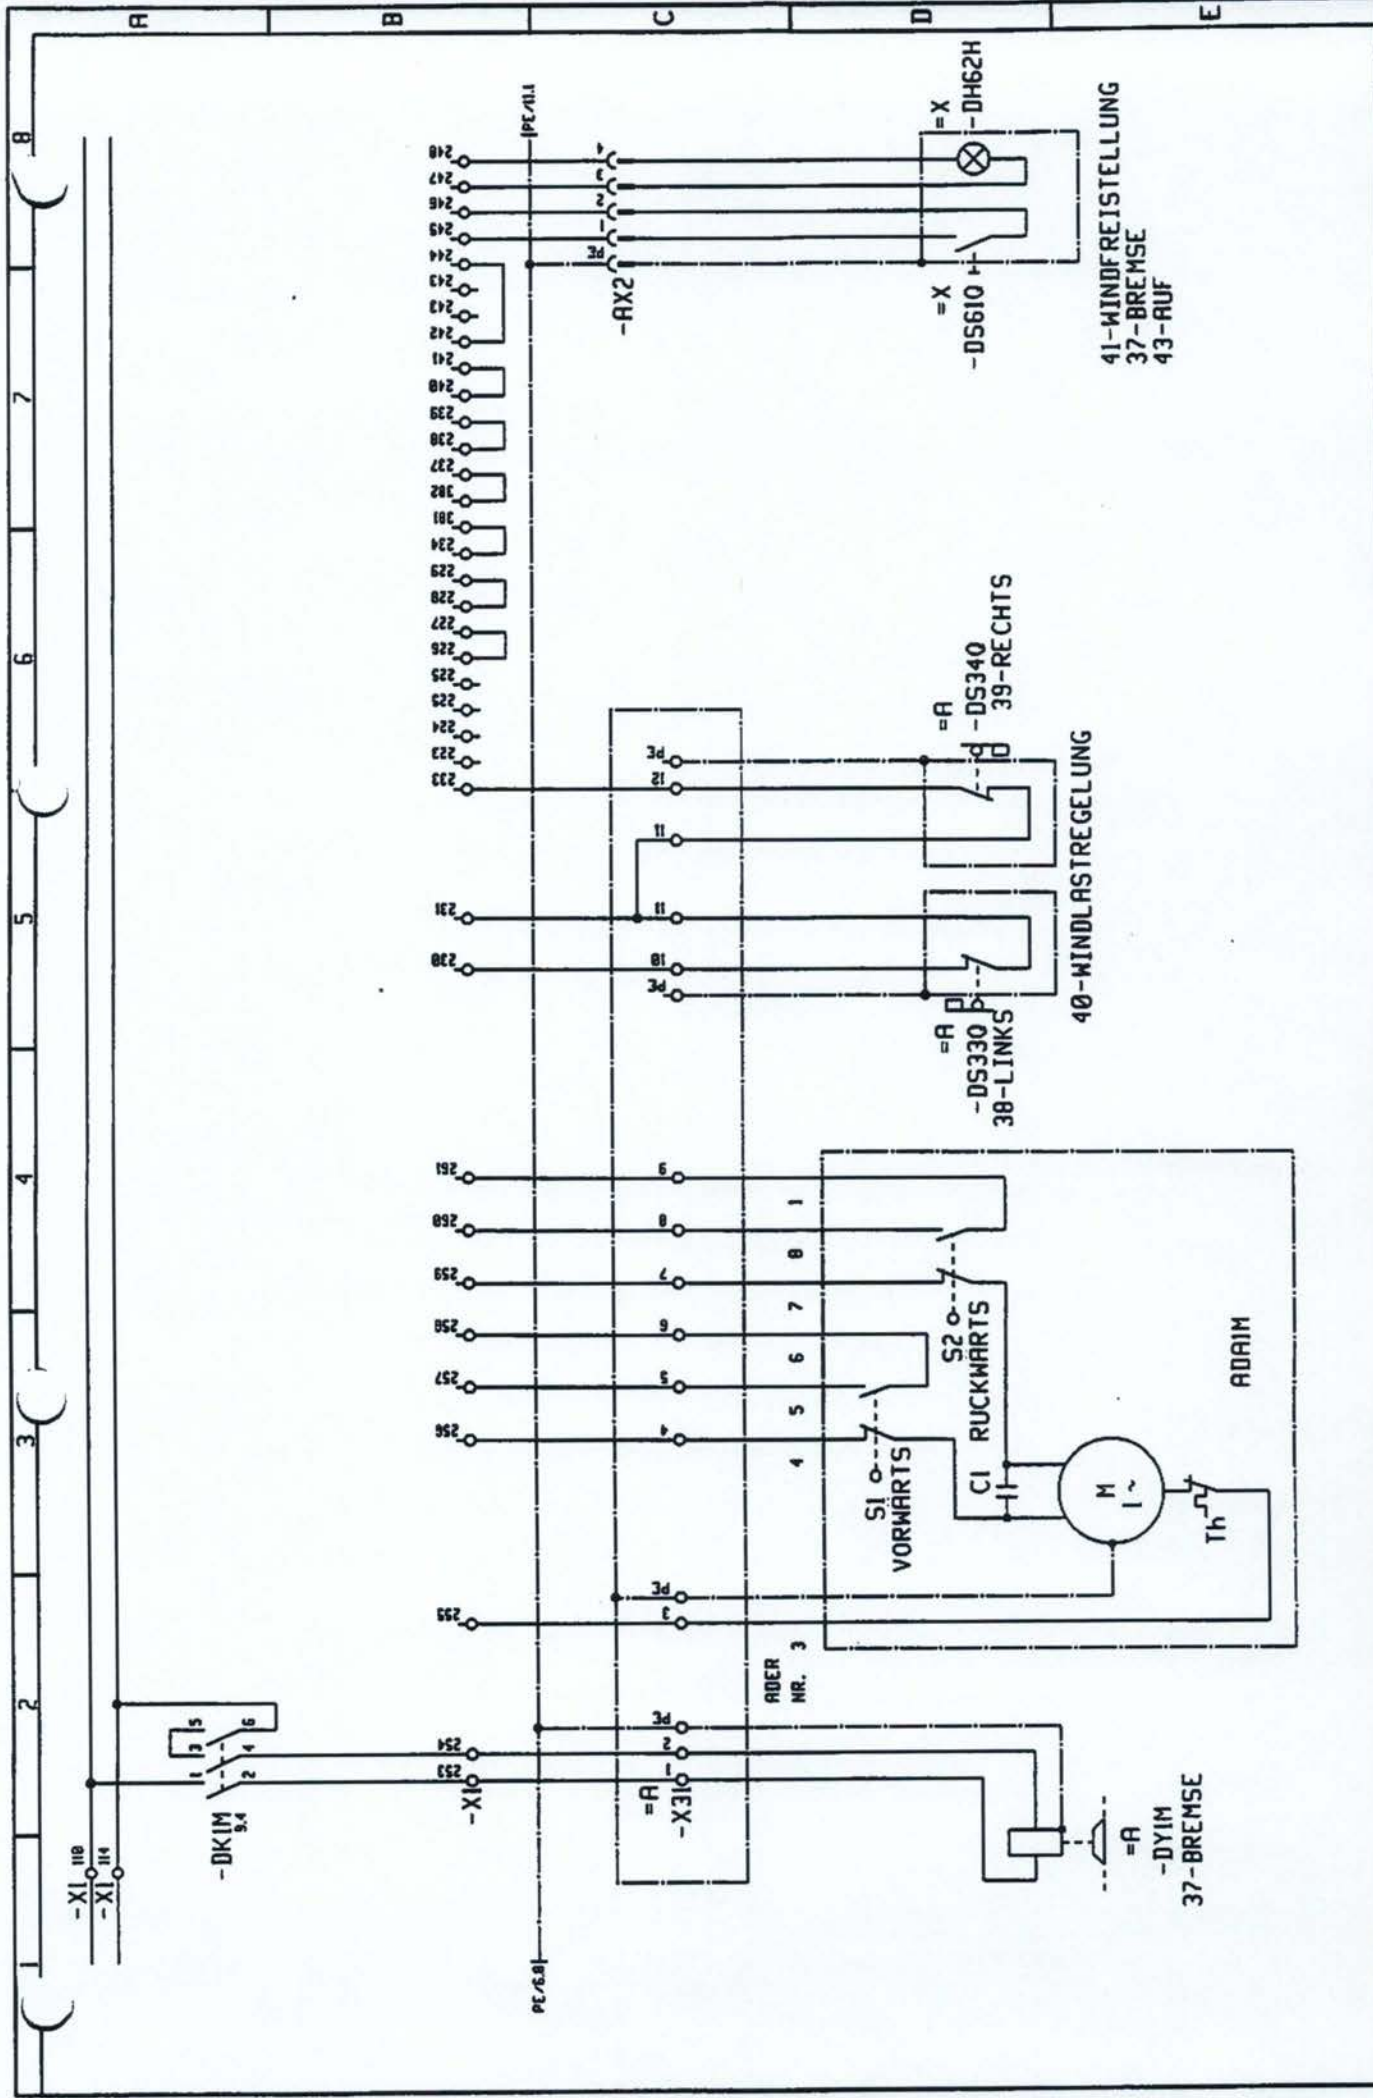 1
2
3
4
5
6
7
8
A
B
C
D
E
-X1 110
-X1 114
-DK1M
9.4
1
3
5
2
4
6
-X1
253
254
255
256
257
258
259
260
261
230
231
233
223
224
225
225
226
227
228
229
234
381
382
237
238
239
240
241
242
243
243
244
245
246
247
248
PE/6.8
PE/11.1
=A
-X31
1
2
PE
3
PE
4
5
6
7
8
9
PE
10
11
11
12
PE
-AX2
PE
1
2
3
4
ADER
NR.
3
4
5
6
7
8
1
S1
VORWÄRTS
S2
RÜCKWÄRTS
C1
M
1~
Th
ADA1M
=A
-DY1M
37-BREMSE
=A
-DS330
38-LINKS
=A
-DS340
39-RECHTS
40-WINDLASTREGELUNG
=X
-DS610
=X
-DH62H
41-WINDFREISTELLUNG
37-BREMSE
43-AUF